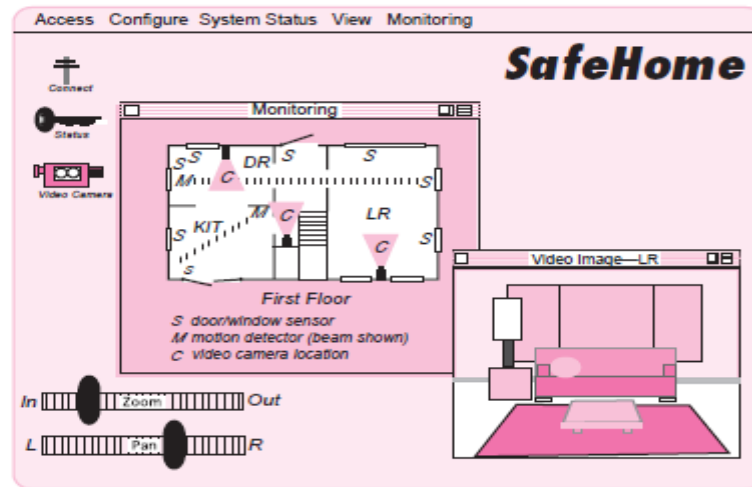 Access Configure System Status View Monitoring
SafeHome
Connect
Status
Video Camera
Monitoring
S S DR S S
M C S
KIT M C LR
S C S
s
First Floor
S door/window sensor
M motion detector (beam shown)
C video camera location
Video Image—LR
In Zoom Out
L Pan R